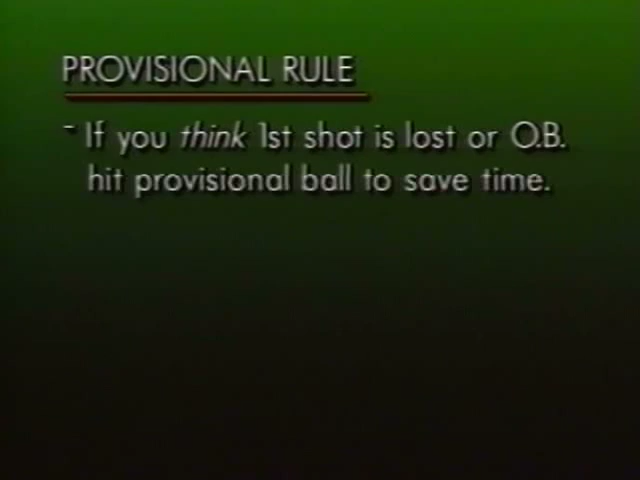 PROVISIONAL RULE
- If you think 1st shot is lost or O.B.
hit provisional ball to save time.